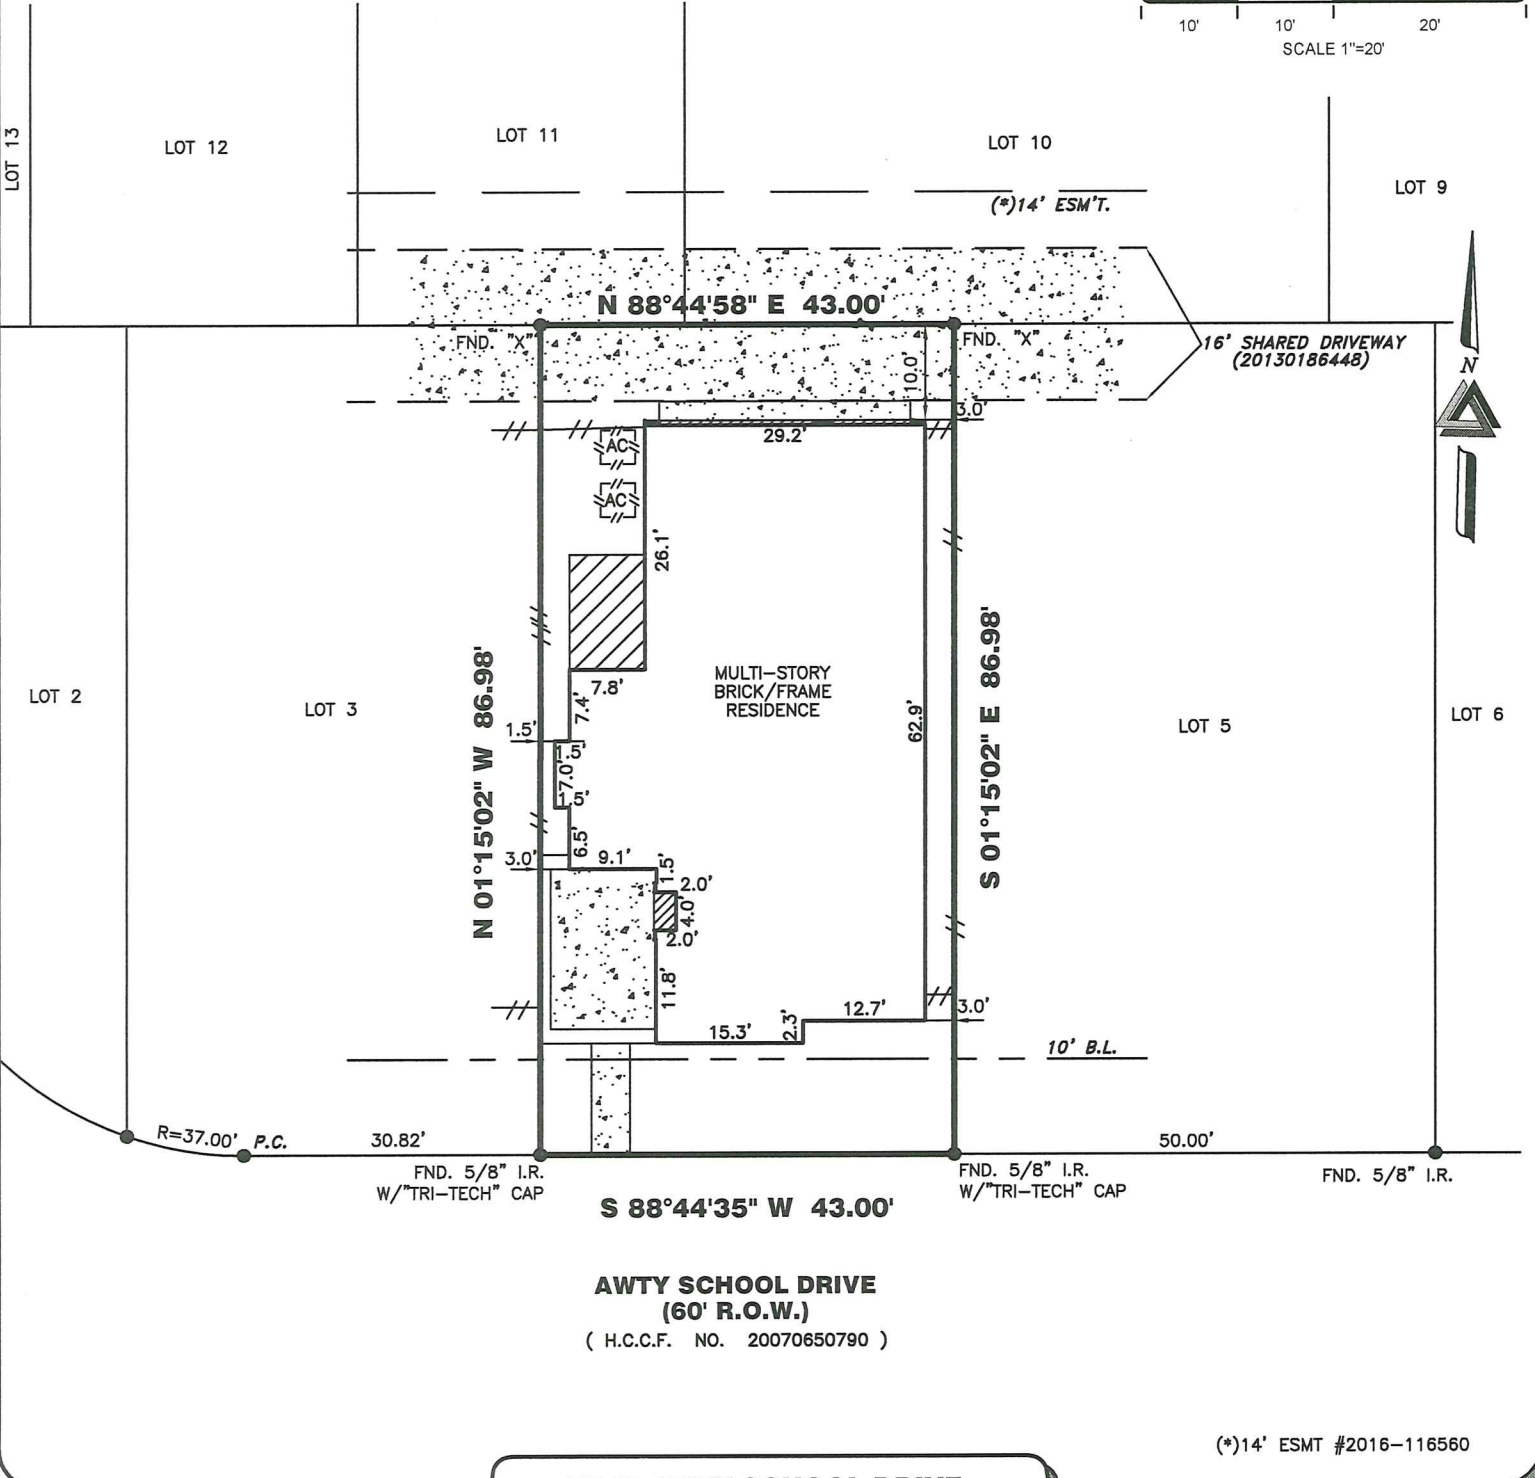 10' 10' 20'
SCALE 1"=20'
LOT 13
LOT 12
LOT 11
LOT 10
LOT 9
(*)14' ESM'T.
N 88°44'58" E 43.00'
FND. "X"
FND. "X"
16' SHARED DRIVEWAY
(20130186448)
N
10.0'
3.0'
29.2'
AC
AC
26.1'
7.8'
7.4'
MULTI-STORY
BRICK/FRAME
RESIDENCE
62.9'
N 01°15'02" W 86.98'
S 01°15'02" E 86.98'
LOT 2
LOT 3
LOT 5
LOT 6
1.5'
1.5'
7.0'
1.5'
6.5'
3.0'
9.1'
1.5'
2.0'
4.0'
2.0'
11.8'
15.3'
2.3'
12.7'
3.0'
10' B.L.
R=37.00' P.C.
30.82'
50.00'
FND. 5/8" I.R.
W/"TRI-TECH" CAP
FND. 5/8" I.R.
W/"TRI-TECH" CAP
FND. 5/8" I.R.
S 88°44'35" W 43.00'
AWTY SCHOOL DRIVE
(60' R.O.W.)
( H.C.C.F. NO. 20070650790 )
(*)14' ESMT #2016-116560
SCHOOL DRIVE